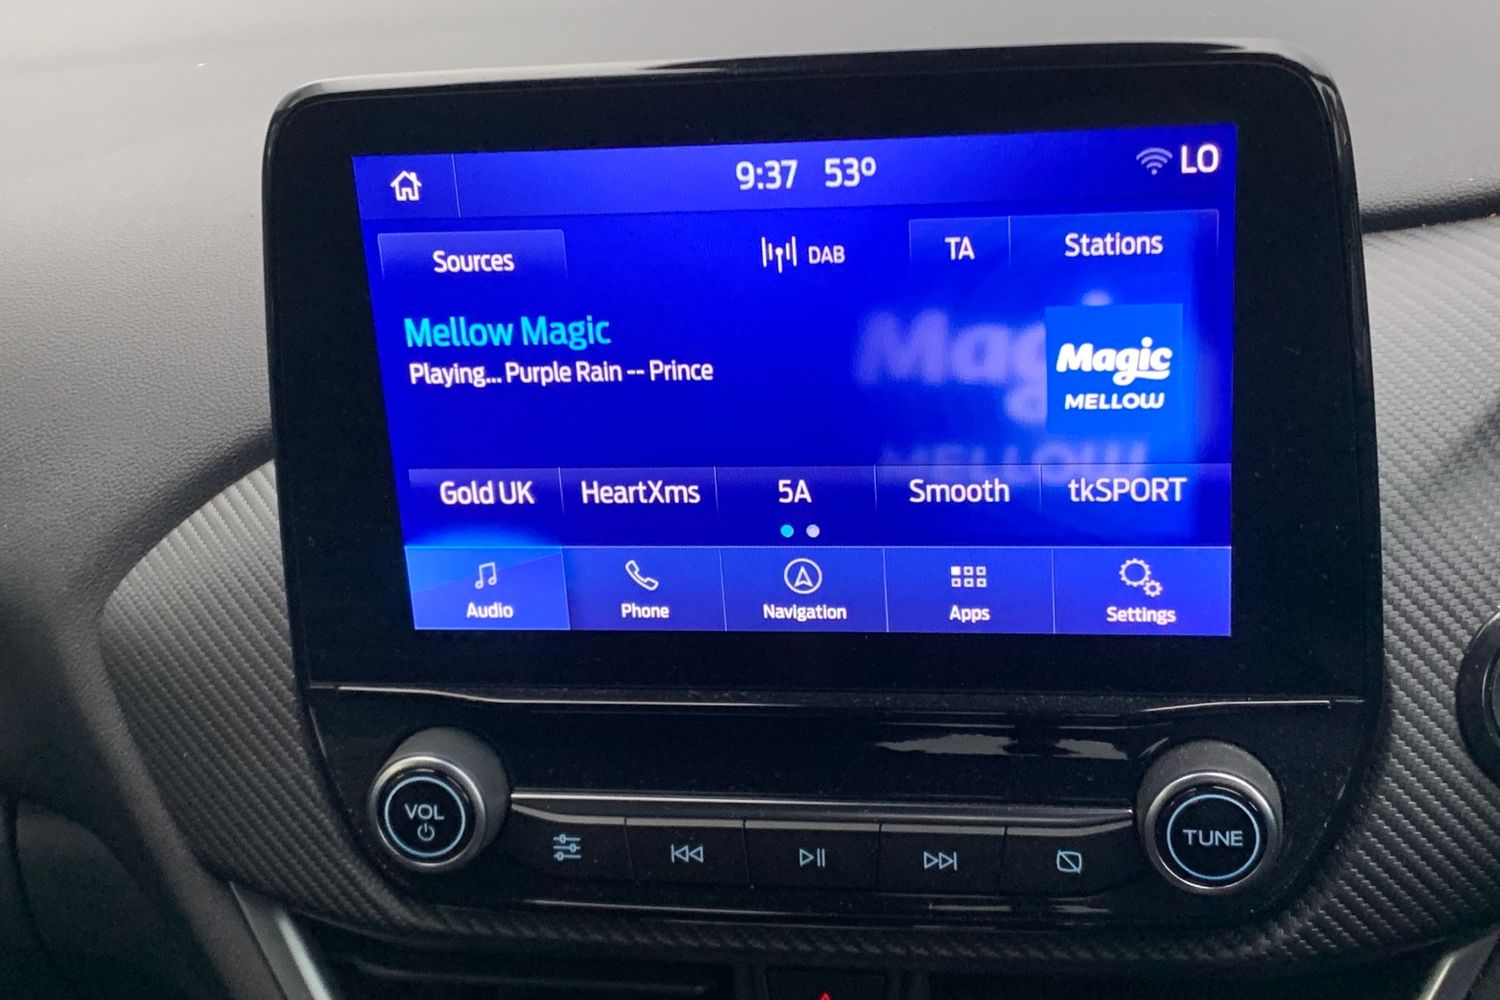 9:37 53º LO
Sources DAB TA Stations
Mellow Magic
Playing... Purple Rain -- Prince
Magic
MELLOW
Gold UK HeartXms 5A Smooth tkSPORT
Audio Phone Navigation Apps Settings
VOL
TUNE